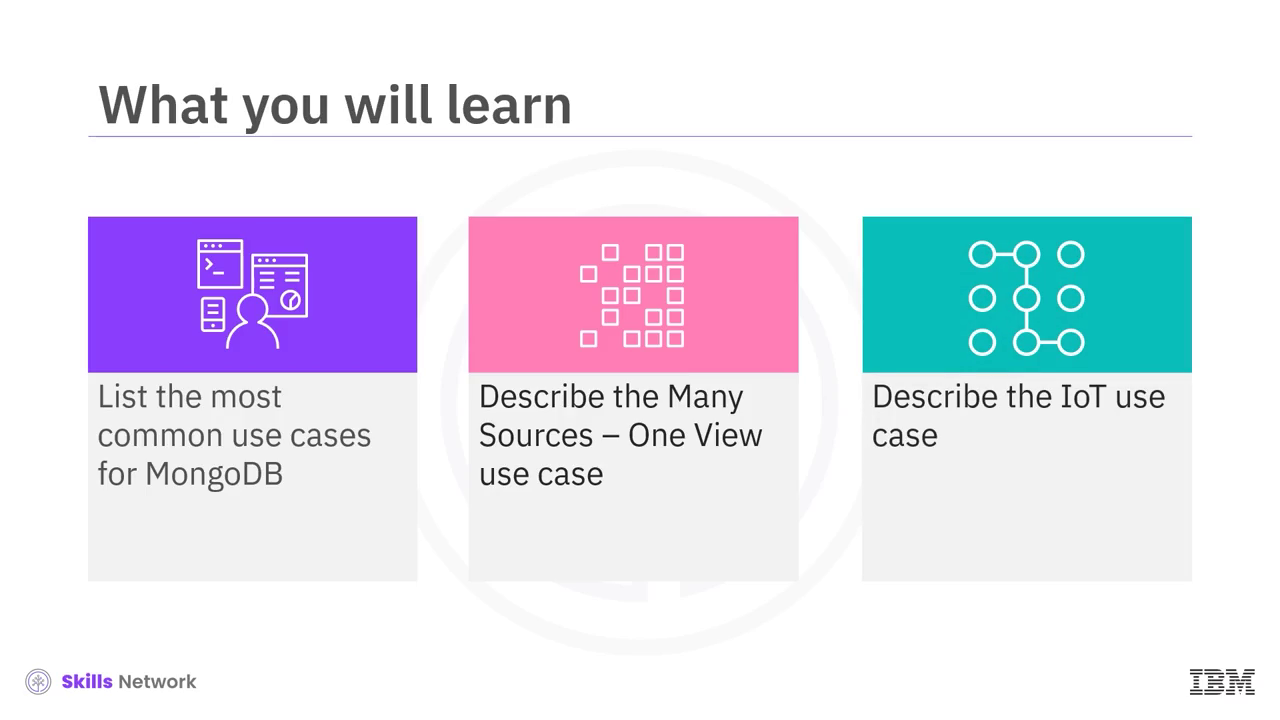 What you will learn
List the most
common use cases
for MongoDB
Describe the Many
Sources – One View
use case
Describe the IoT use
case
Skills Network
IBM